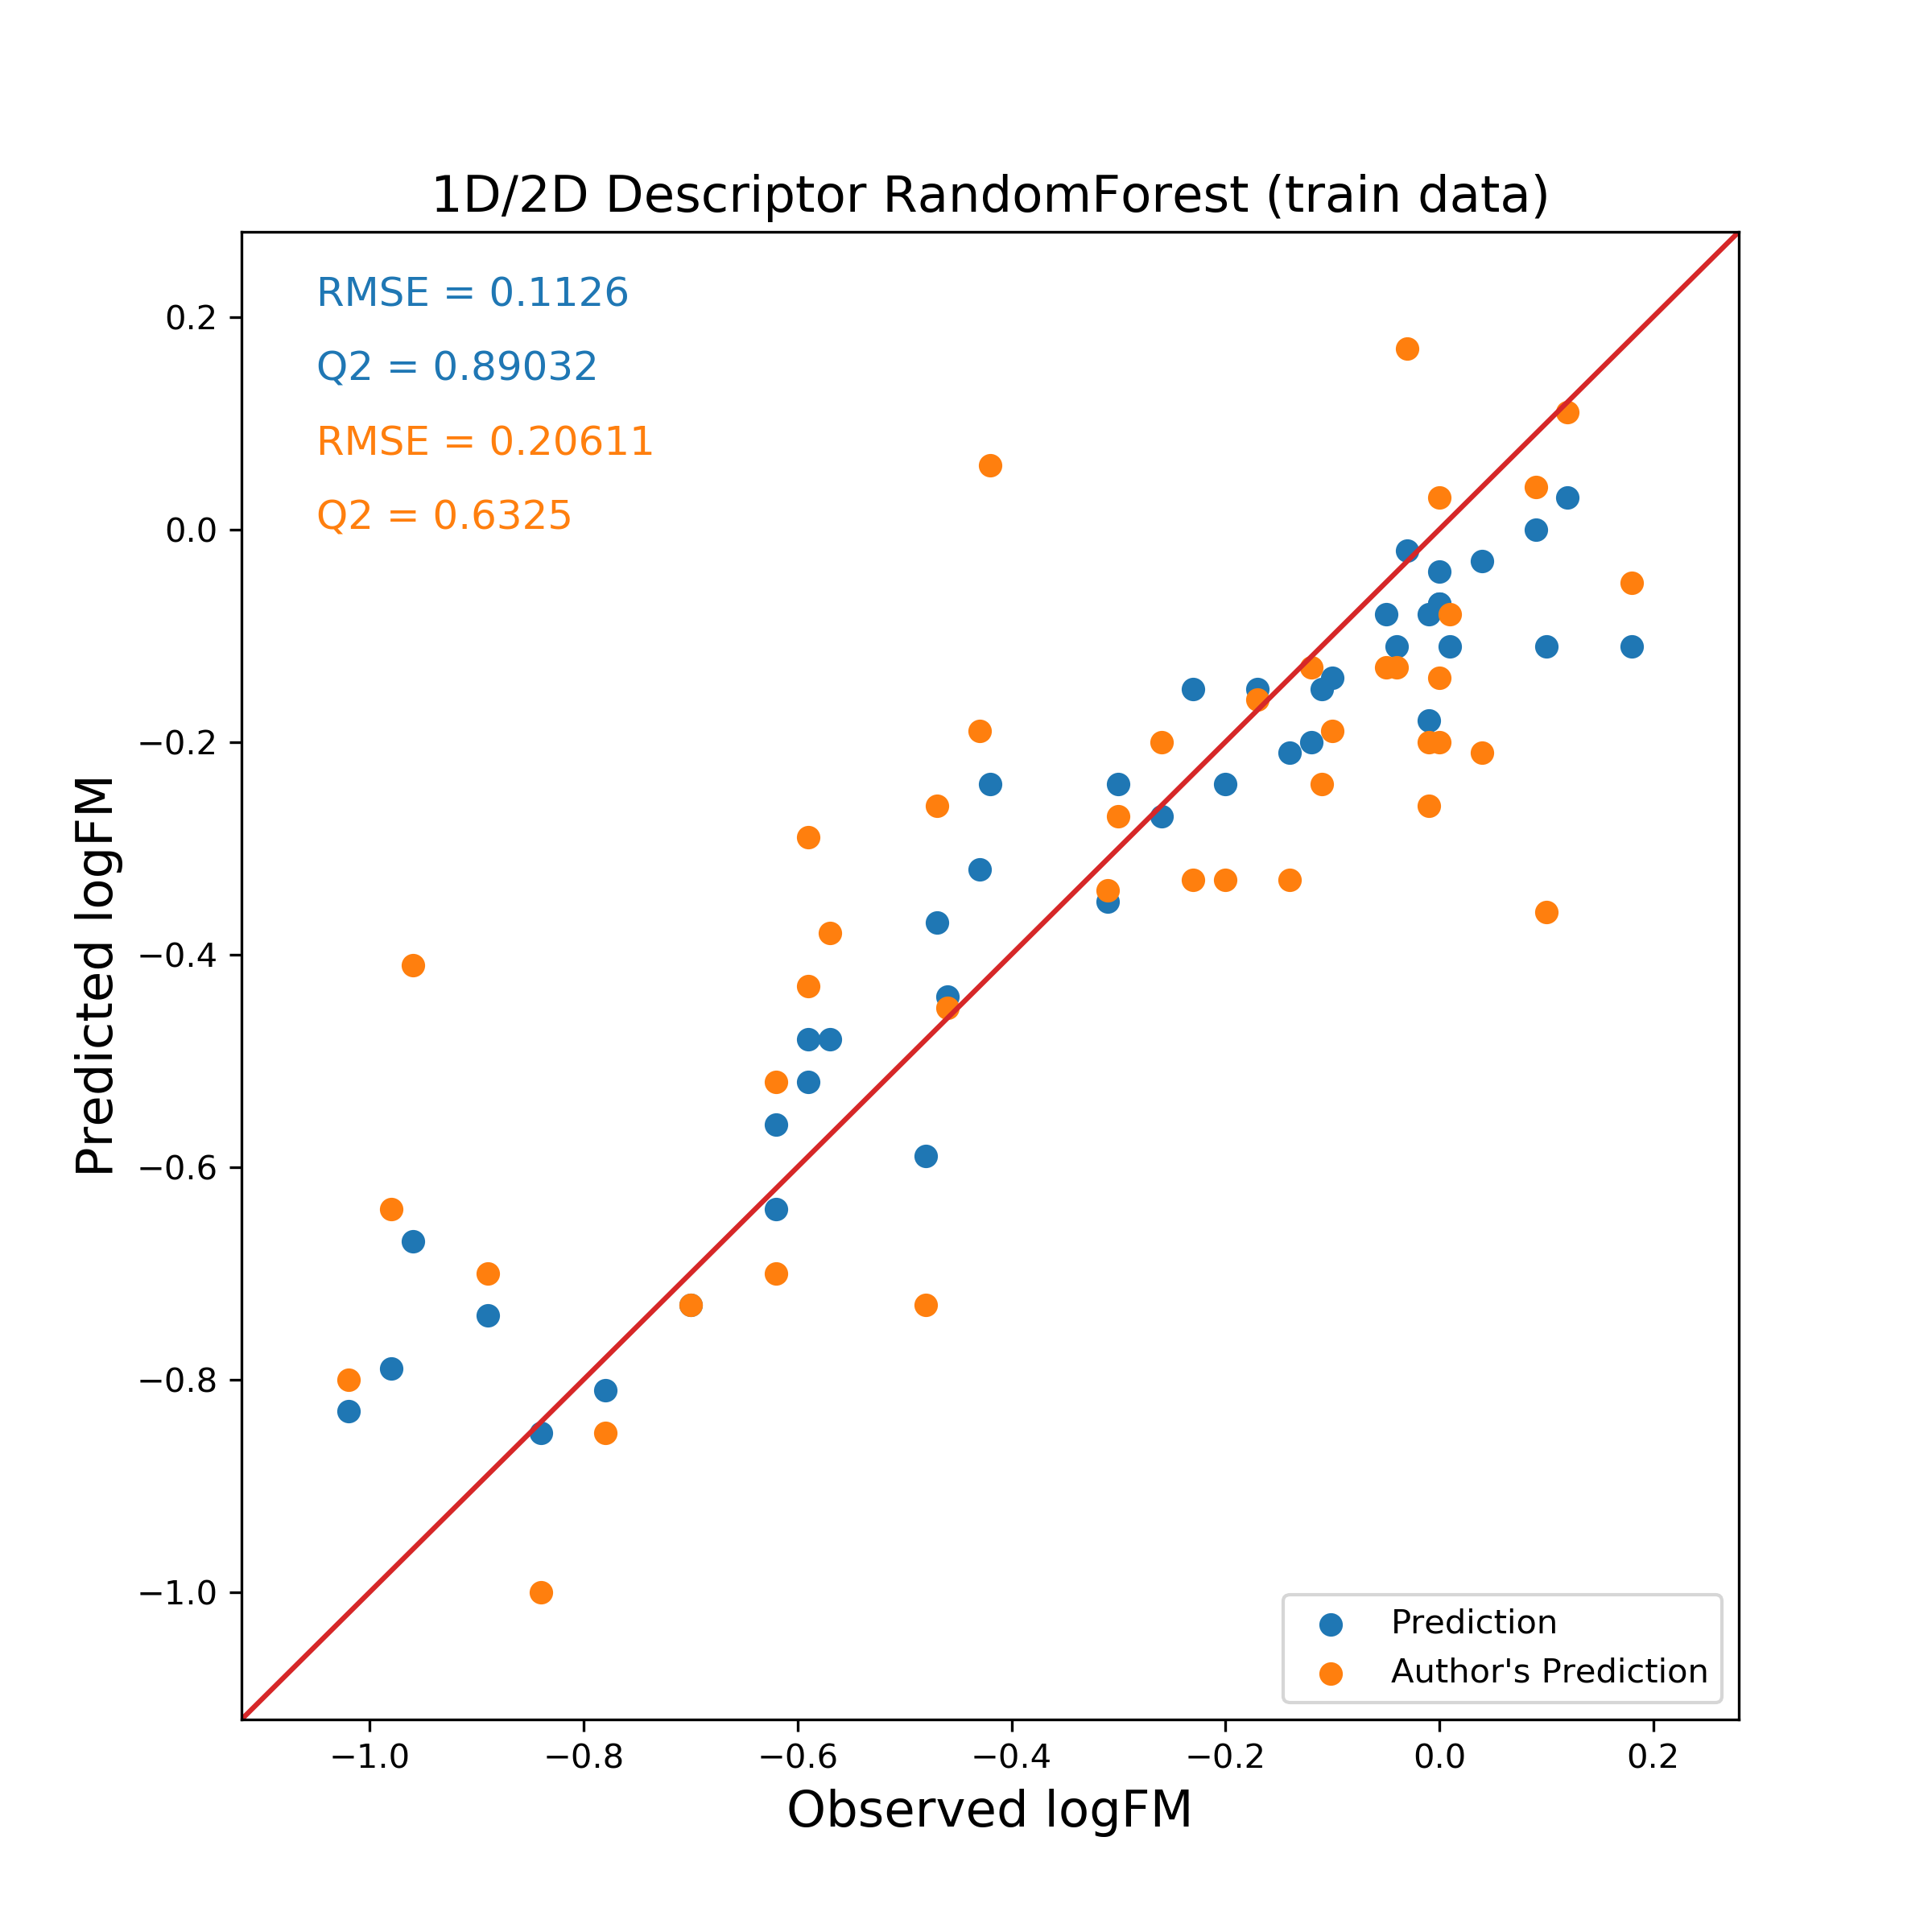 1D/2D Descriptor RandomForest (train data)
RMSE = 0.1126
Q2 = 0.89032
RMSE = 0.20611
Q2 = 0.6325
0.2
0.0
−0.2
−0.4
−0.6
−0.8
−1.0
Predicted logFM
Prediction
Author's Prediction
−1.0 −0.8 −0.6 −0.4 −0.2 0.0 0.2
Observed logFM